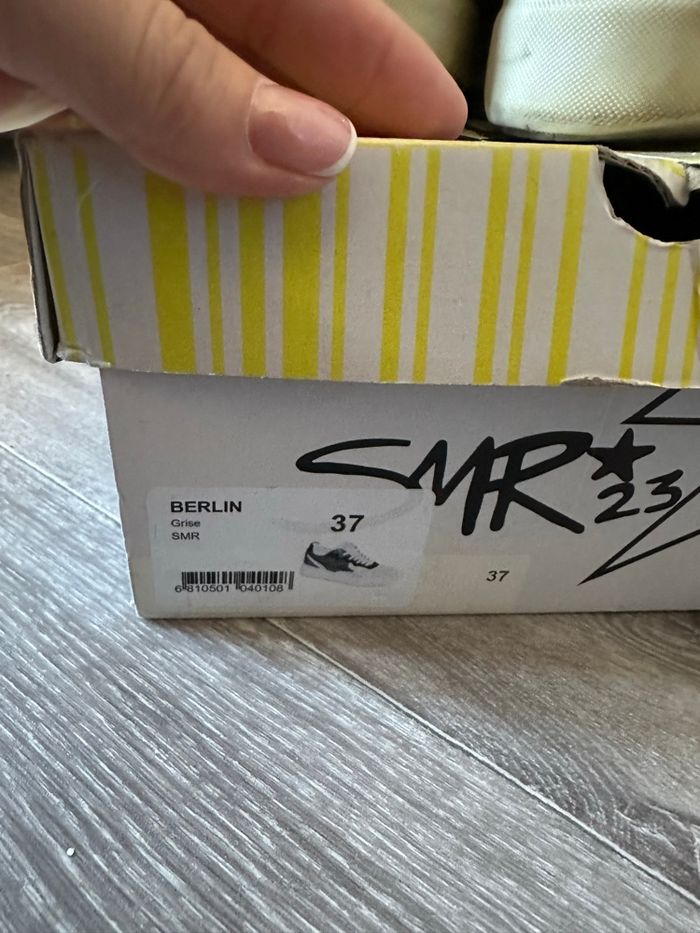 SMR★23
BERLIN
Grise
SMR
37
6 810501 040108
37